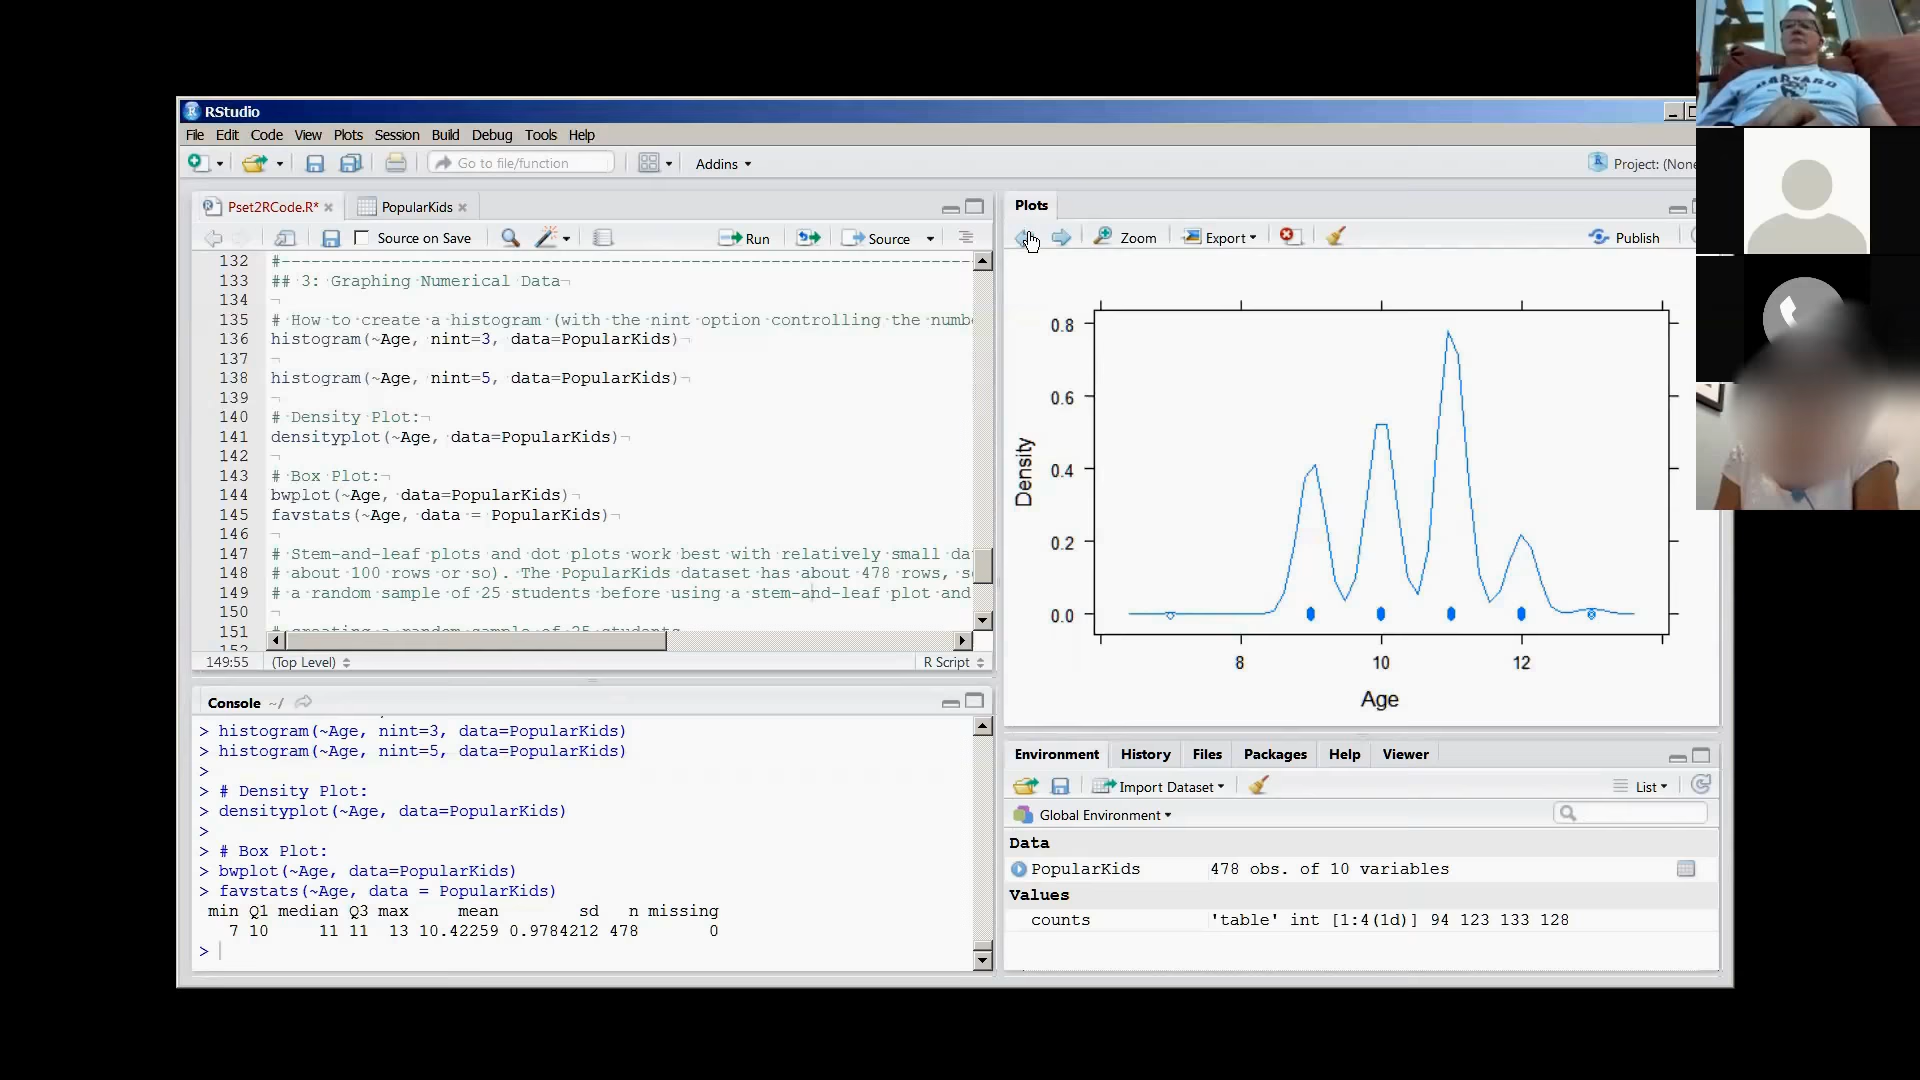 RStudio
File Edit Code View Plots Session Build Debug Tools Help
Go to file/function Addins Project: (None
Pset2RCode.R* PopularKids
Source on Save Run Source
132 #----------------------------------------------------------------------
133 ## 3: Graphing Numerical Data
134
135 # How to create a histogram (with the nint option controlling the numb
136 histogram(~Age, nint=3, data=PopularKids)
137
138 histogram(~Age, nint=5, data=PopularKids)
139
140 # Density Plot:
141 densityplot(~Age, data=PopularKids)
142
143 # Box Plot:
144 bwplot(~Age, data=PopularKids)
145 favstats(~Age, data = PopularKids)
146
147 # Stem-and-leaf plots and dot plots work best with relatively small da
148 # about 100 rows or so). The PopularKids dataset has about 478 rows, s
149 # a random sample of 25 students before using a stem-and-leaf plot and
150
151 # creating a random sample of 25 students
152
149:55 (Top Level) R Script
Console ~/
> histogram(~Age, nint=3, data=PopularKids)
> histogram(~Age, nint=5, data=PopularKids)
>
> # Density Plot:
> densityplot(~Age, data=PopularKids)
>
> # Box Plot:
> bwplot(~Age, data=PopularKids)
> favstats(~Age, data = PopularKids)
min Q1 median Q3 max mean sd n missing
7 10 11 11 13 10.42259 0.9784212 478 0
>
Plots
Zoom Export Publish
0.8
0.6
0.4
0.2
0.0
Density
8 10 12
Age
Environment History Files Packages Help Viewer
Import Dataset List
Global Environment
Data
PopularKids 478 obs. of 10 variables
Values
counts 'table' int [1:4(1d)] 94 123 133 128
HARVARD